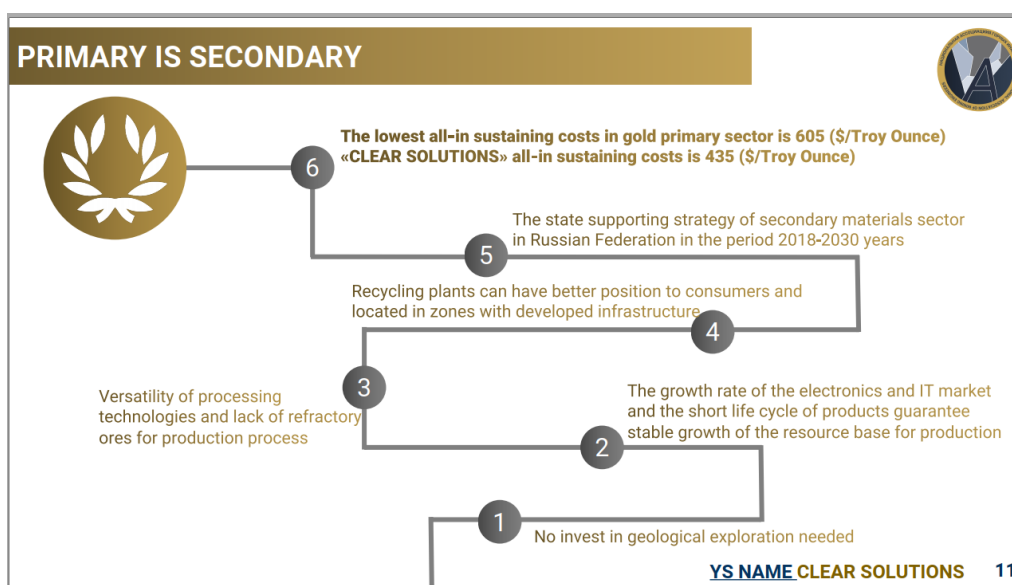 PRIMARY IS SECONDARY
6
The lowest all-in sustaining costs in gold primary sector is 605 ($/Troy Ounce)
«CLEAR SOLUTIONS» all-in sustaining costs is 435 ($/Troy Ounce)
The state supporting strategy of secondary materials sector
in Russian Federation in the period 2018-2030 years
5
Recycling plants can have better position to consumers and
located in zones with developed infrastructure
4
3
Versatility of processing
technologies and lack of refractory
ores for production process
The growth rate of the electronics and IT market
and the short life cycle of products guarantee
stable growth of the resource base for production
2
1
No invest in geological exploration needed
YS NAME CLEAR SOLUTIONS 11